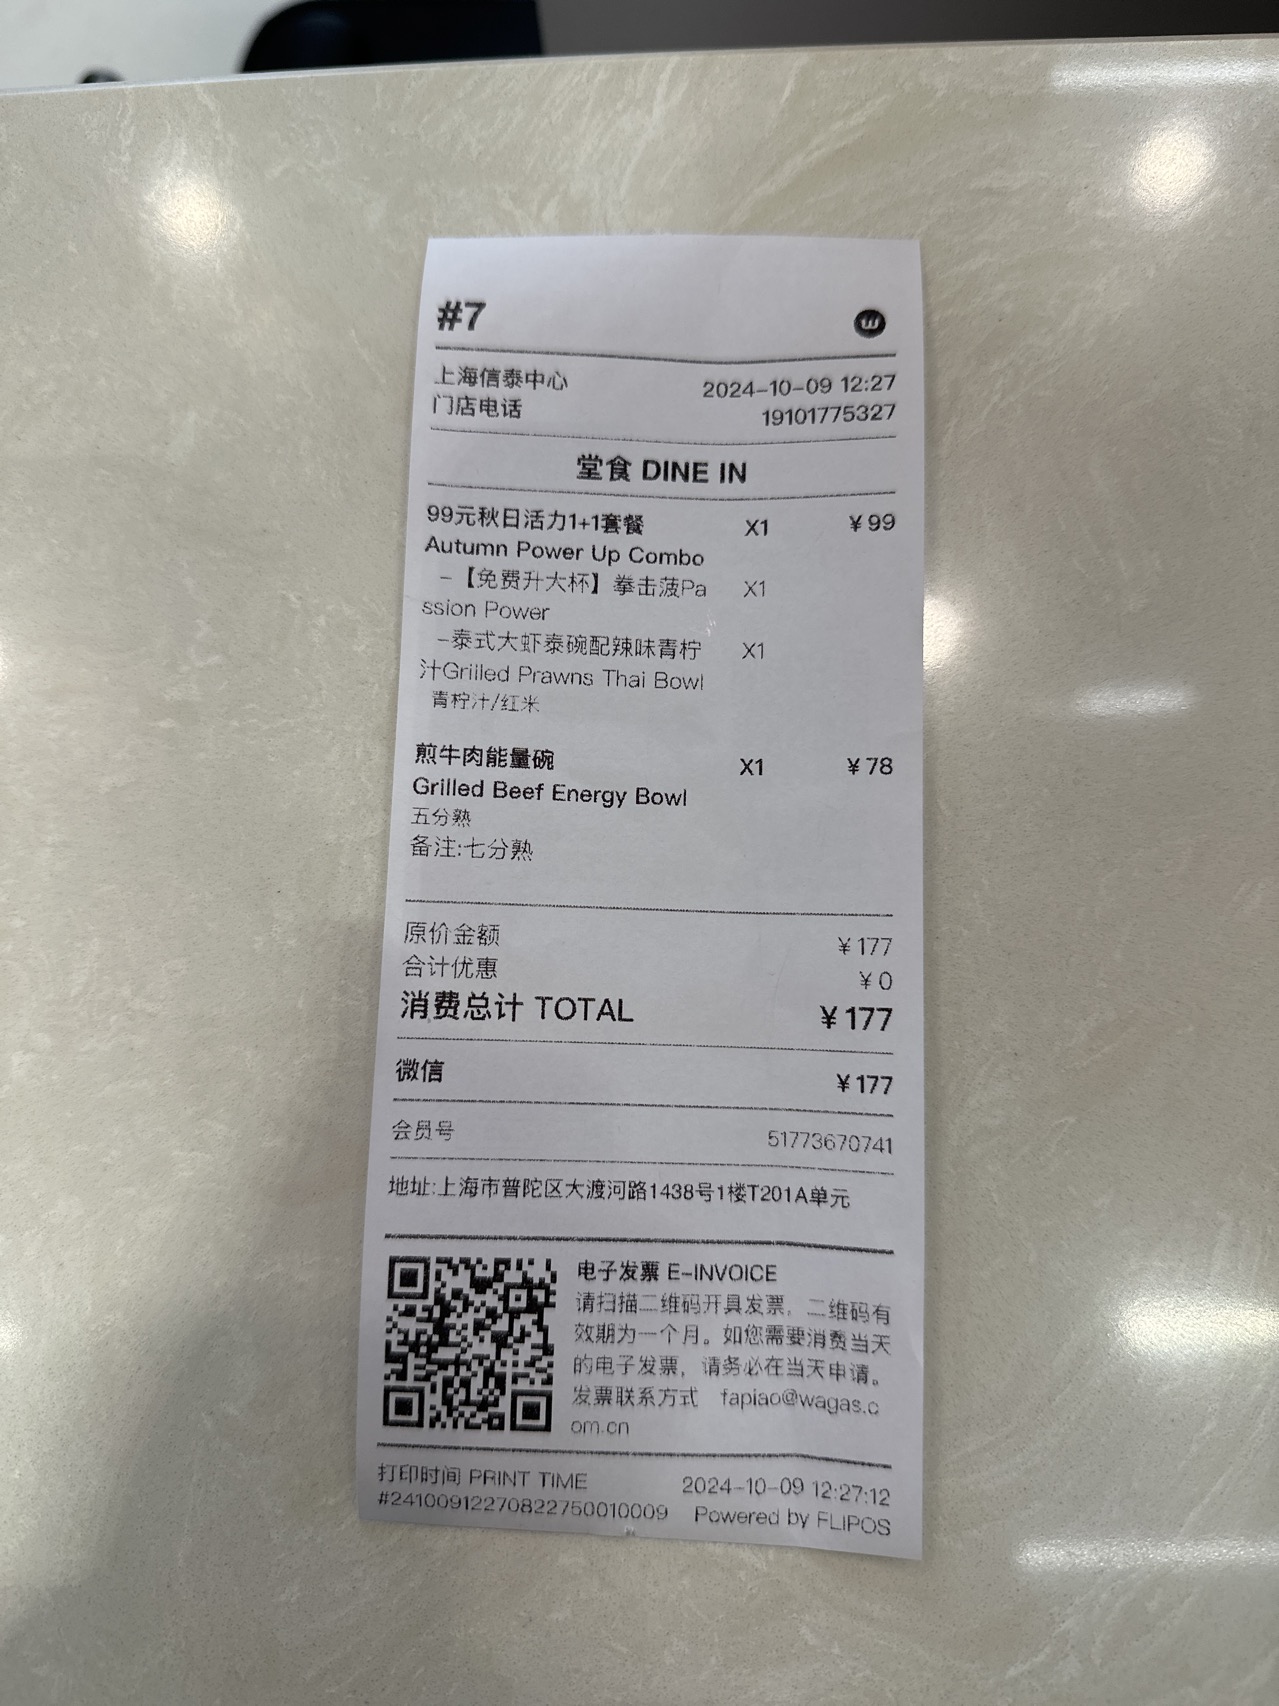 #7
上海信泰中心 2024-10-09 12:27
门店电话 19101775327
堂食 DINE IN
99元秋日活力1+1套餐 X1 ¥99
Autumn Power Up Combo
-【免费升大杯】拳击菠Pa X1
ssion Power
-泰式大虾泰碗配辣味青柠 X1
汁Grilled Prawns Thai Bowl
青柠汁/红米
煎牛肉能量碗 X1 ¥78
Grilled Beef Energy Bowl
五分熟
备注:七分熟
原价金额 ¥177
合计优惠 ¥0
消费总计 TOTAL ¥177
微信 ¥177
会员号 51773670741
地址:上海市普陀区大渡河路1438号1楼T201A单元
电子发票 E-INVOICE
请扫描二维码开具发票，二维码有
效期为一个月。如您需要消费当天
的电子发票，请务必在当天申请。
发票联系方式 fapiao@wagas.c
om.cn
打印时间 PRINT TIME 2024-10-09 12:27:12
#24100912270822750010009 Powered by FLIPOS